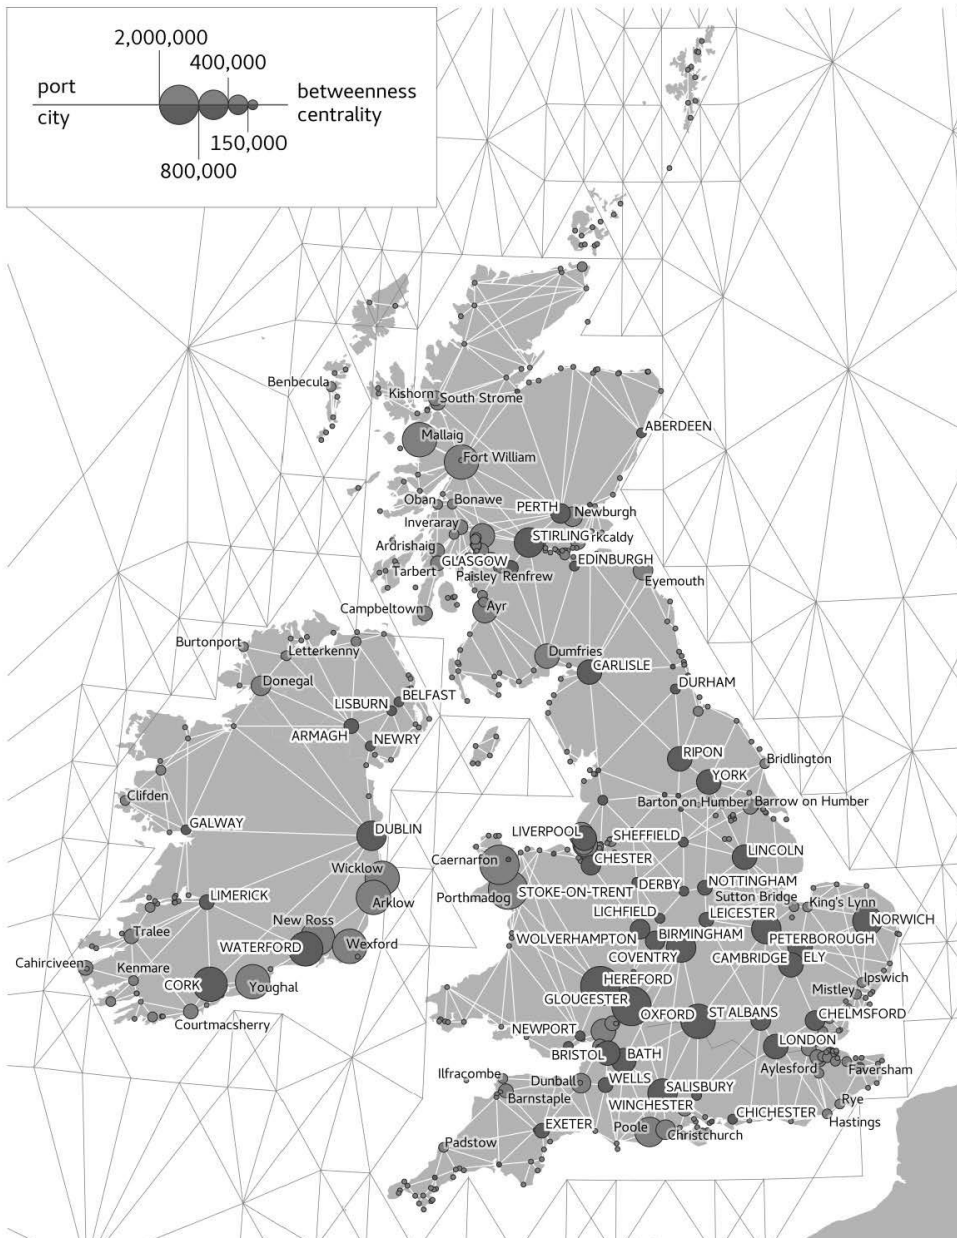 2,000,000
400,000
port
city
betweenness
centrality
150,000
800,000
Benbecula
Kishorn
South Strome
ABERDEEN
Mallaig
Fort William
Oban
Bonawe
PERTH
Newburgh
Inveraray
STIRLING
rkcaldy
Ardrishaig
GLASGOW
EDINBURGH
Tarbert
Paisley
Renfrew
Eyemouth
Campbeltown
Ayr
Burtonport
Letterkenny
Dumfries
CARLISLE
Donegal
DURHAM
BELFAST
LISBURN
ARMAGH
NEWRY
RIPON
Bridlington
YORK
Clifden
Barton on Humber
Barrow on Humber
GALWAY
DUBLIN
LIVERPOOL
SHEFFIELD
Caernarfon
CHESTER
LINCOLN
Wicklow
DERBY
NOTTINGHAM
Porthmadog
STOKE-ON-TRENT
Sutton Bridge
King's Lynn
LIMERICK
Arklow
LICHFIELD
LEICESTER
NORWICH
New Ross
Tralee
WATERFORD
Wexford
WOLVERHAMPTON
BIRMINGHAM
PETERBOROUGH
Cahirciveen
Kenmare
COVENTRY
CAMBRIDGE
ELY
CORK
Youghal
HEREFORD
Ipswich
Mistley
GLOUCESTER
OXFORD
ST ALBANS
CHELMSFORD
Courtmacsherry
NEWPORT
LONDON
BRISTOL
BATH
Aylesford
Faversham
Ilfracombe
Dunball
WELLS
SALISBURY
Barnstaple
WINCHESTER
Rye
CHICHESTER
Hastings
EXETER
Poole
Christchurch
Padstow